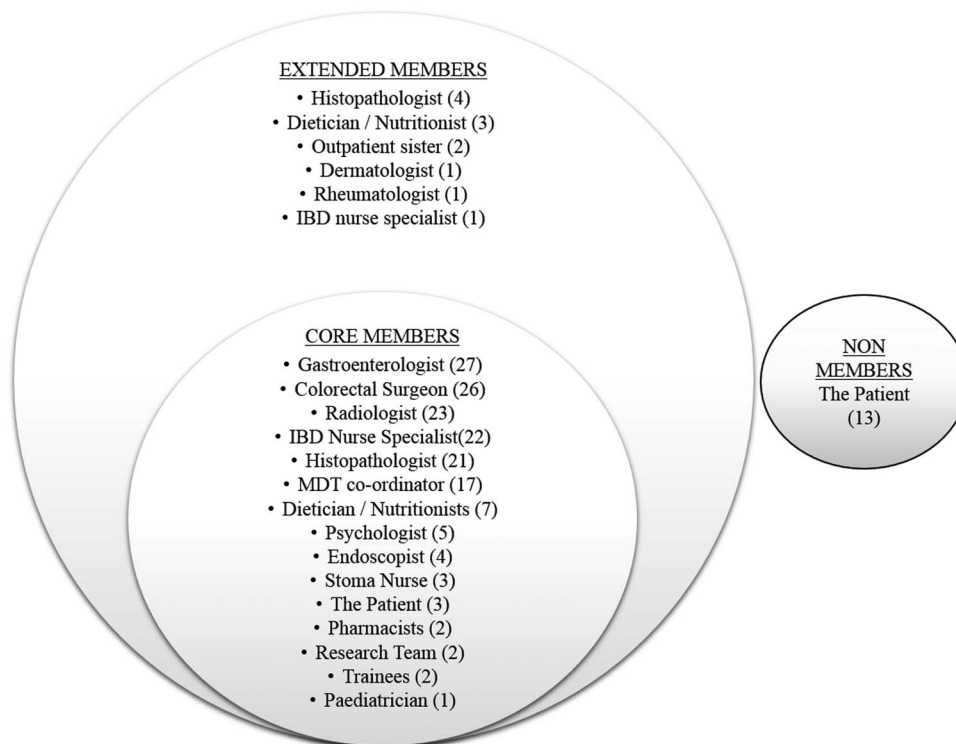 EXTENDED MEMBERS
• Histopathologist (4)
• Dietician / Nutritionist (3)
• Outpatient sister (2)
• Dermatologist (1)
• Rheumatologist (1)
• IBD nurse specialist (1)
CORE MEMBERS
• Gastroenterologist (27)
• Colorectal Surgeon (26)
• Radiologist (23)
• IBD Nurse Specialist(22)
• Histopathologist (21)
• MDT co-ordinator (17)
• Dietician / Nutritionists (7)
• Psychologist (5)
• Endoscopist (4)
• Stoma Nurse (3)
• The Patient (3)
• Pharmacists (2)
• Research Team (2)
• Trainees (2)
• Paediatrician (1)
NON
MEMBERS
The Patient
(13)